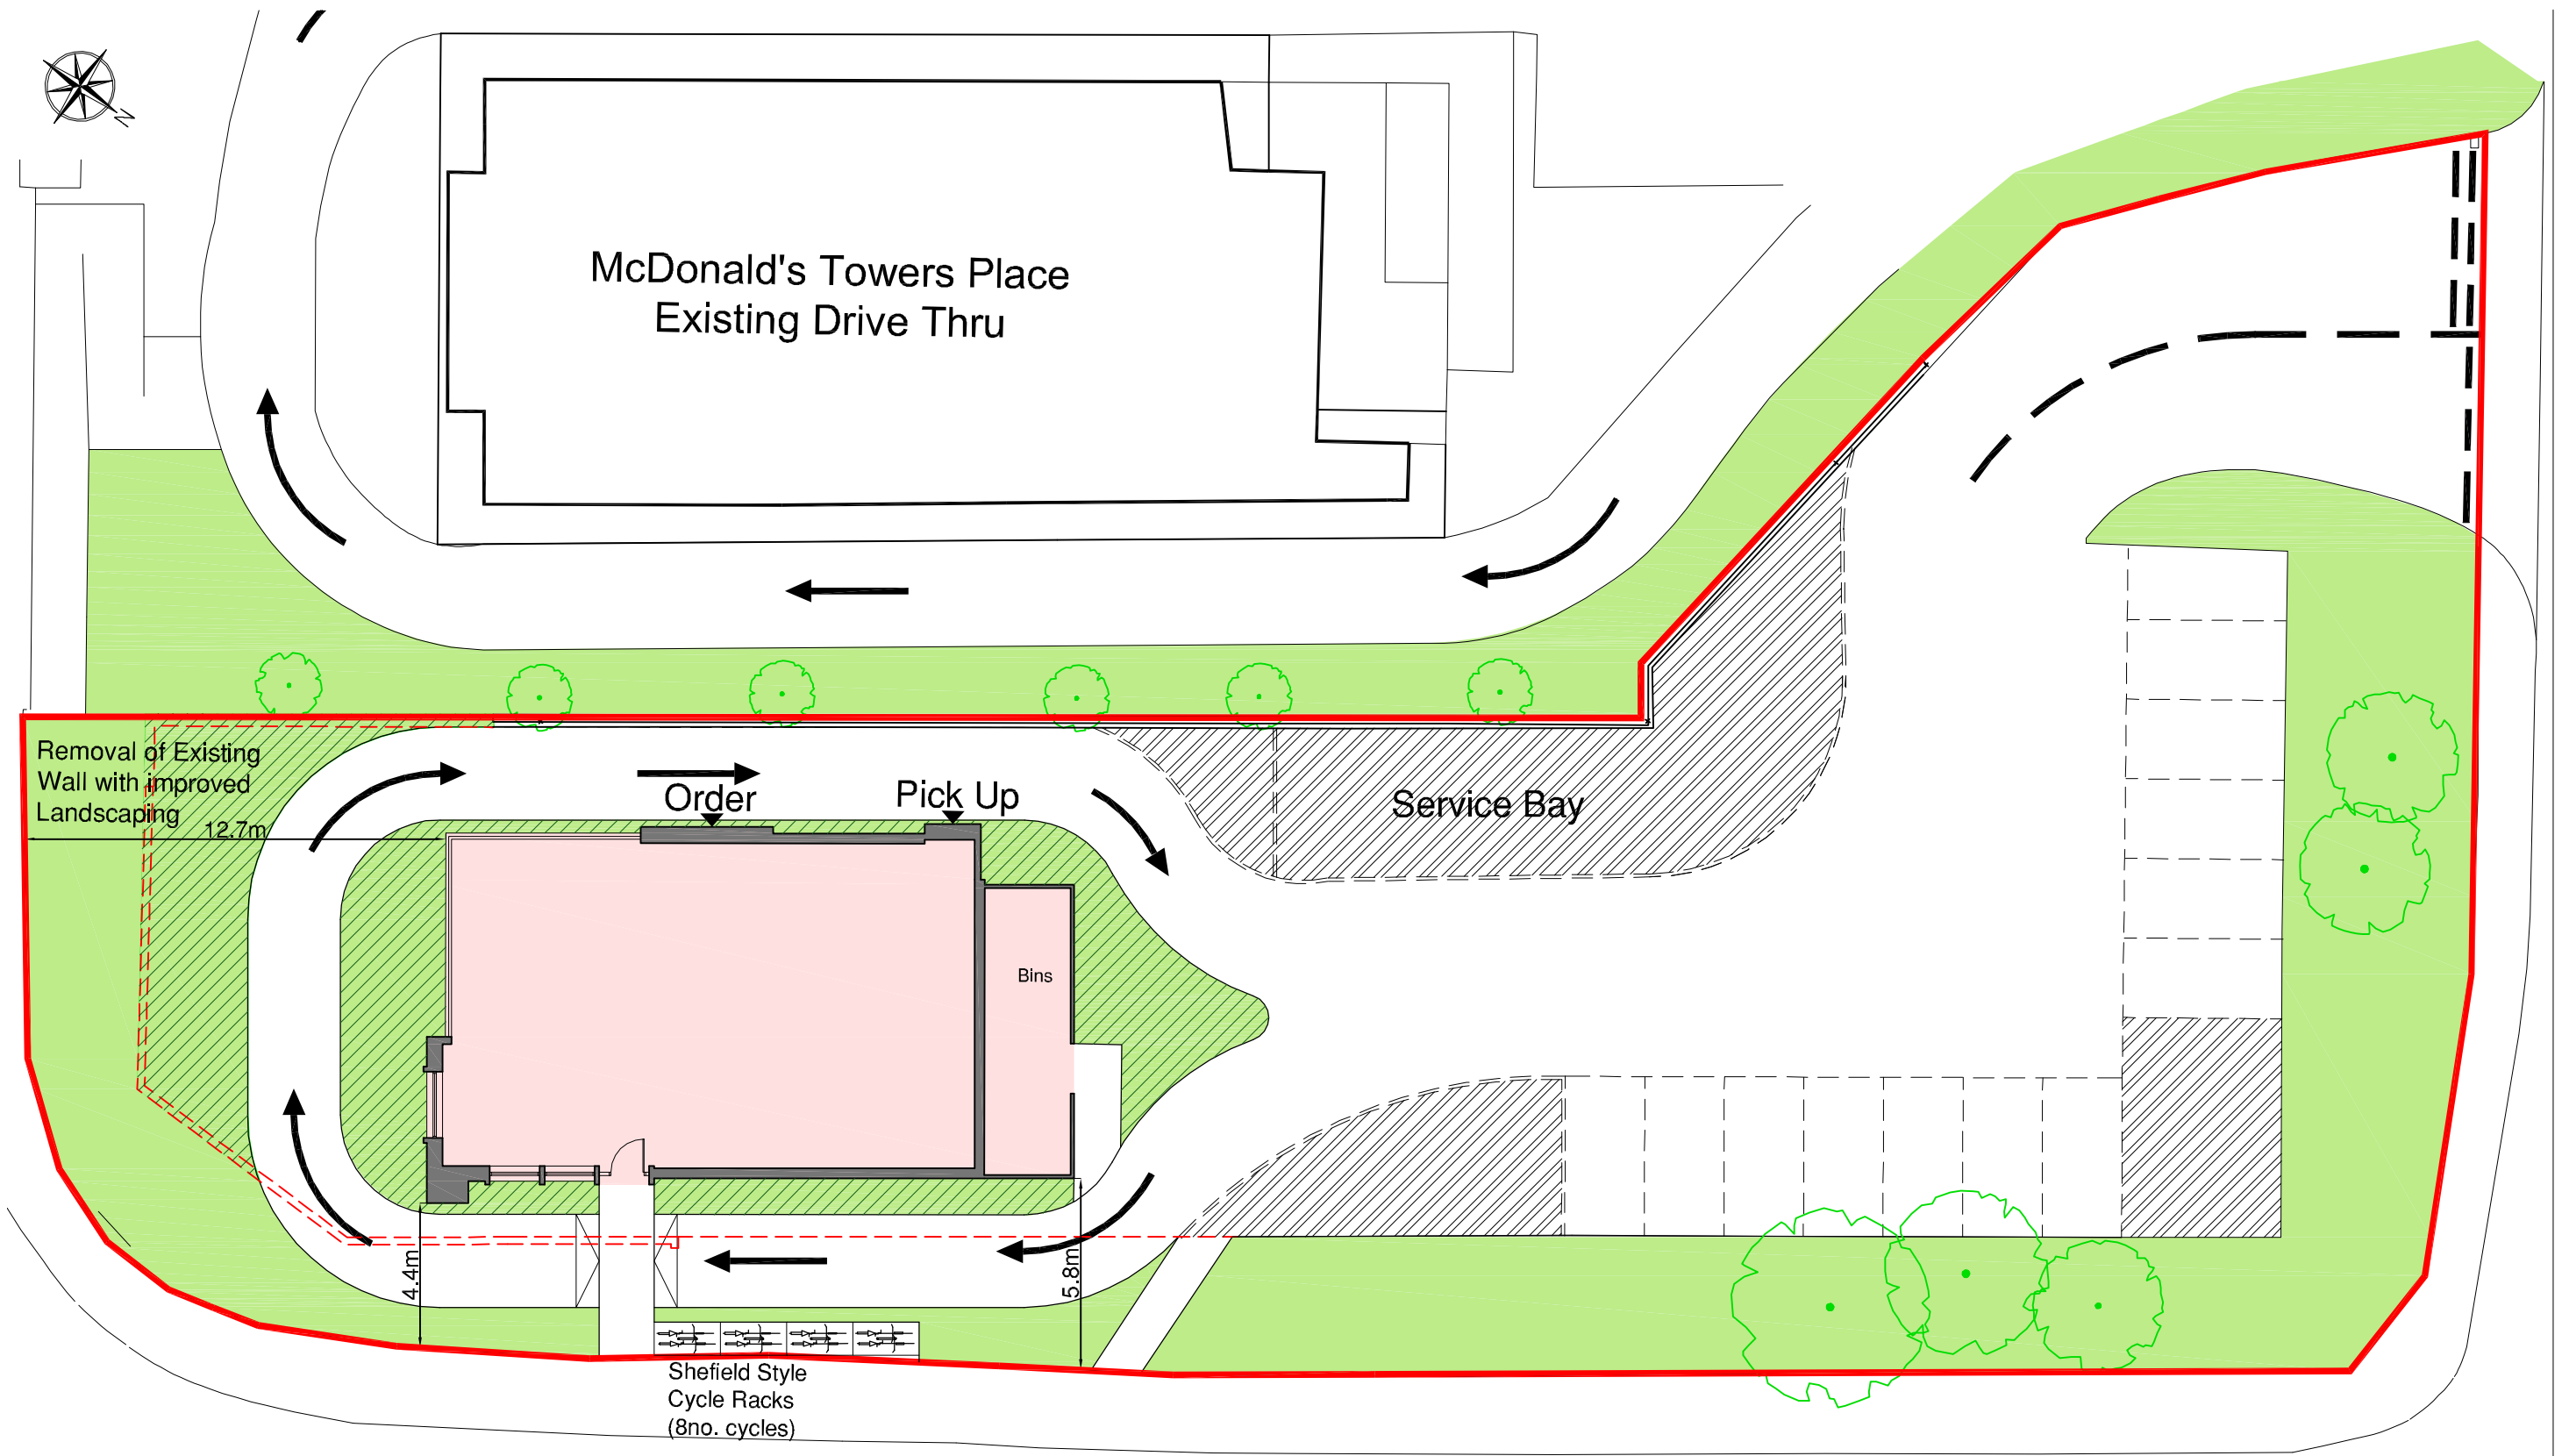 N
McDonald's Towers Place
Existing Drive Thru
Removal of Existing
Wall with improved
Landscaping
12.7m
Order
Pick Up
Service Bay
Bins
4.4m
5.8m
Shefield Style
Cycle Racks
(8no. cycles)